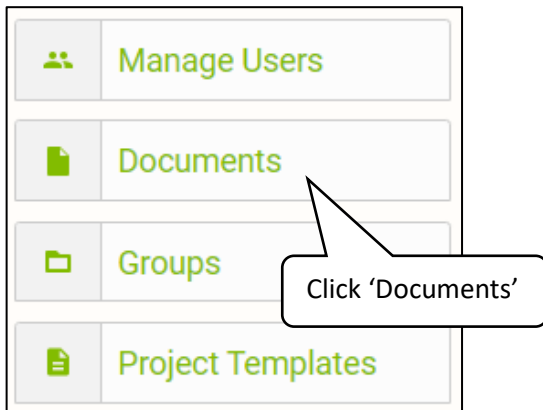 Manage Users
Documents
Groups
Click ‘Documents’
Project Templates